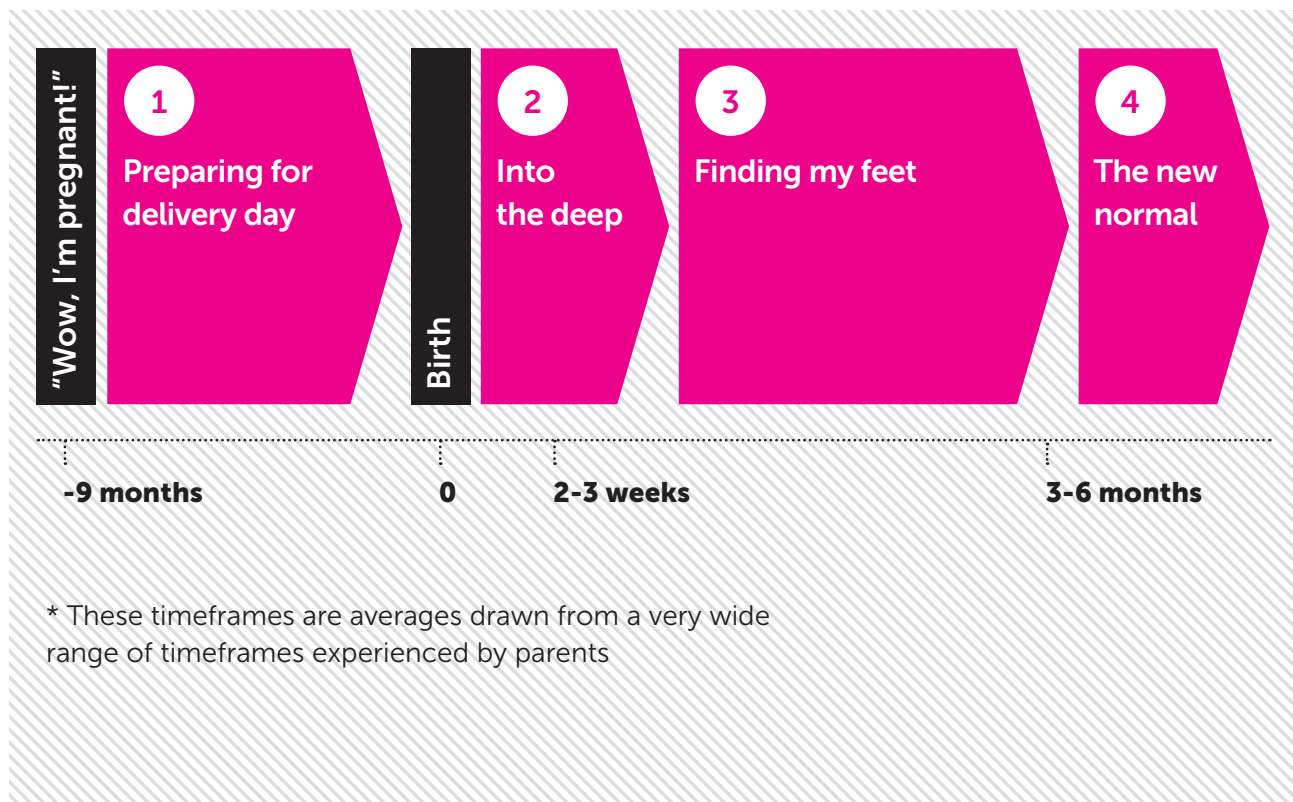 “Wow, I’m pregnant!”
1
Preparing for
delivery day
Birth
2
Into
the deep
3
Finding my feet
4
The new
normal
-9 months
0
2-3 weeks
3-6 months
* These timeframes are averages drawn from a very wide
range of timeframes experienced by parents